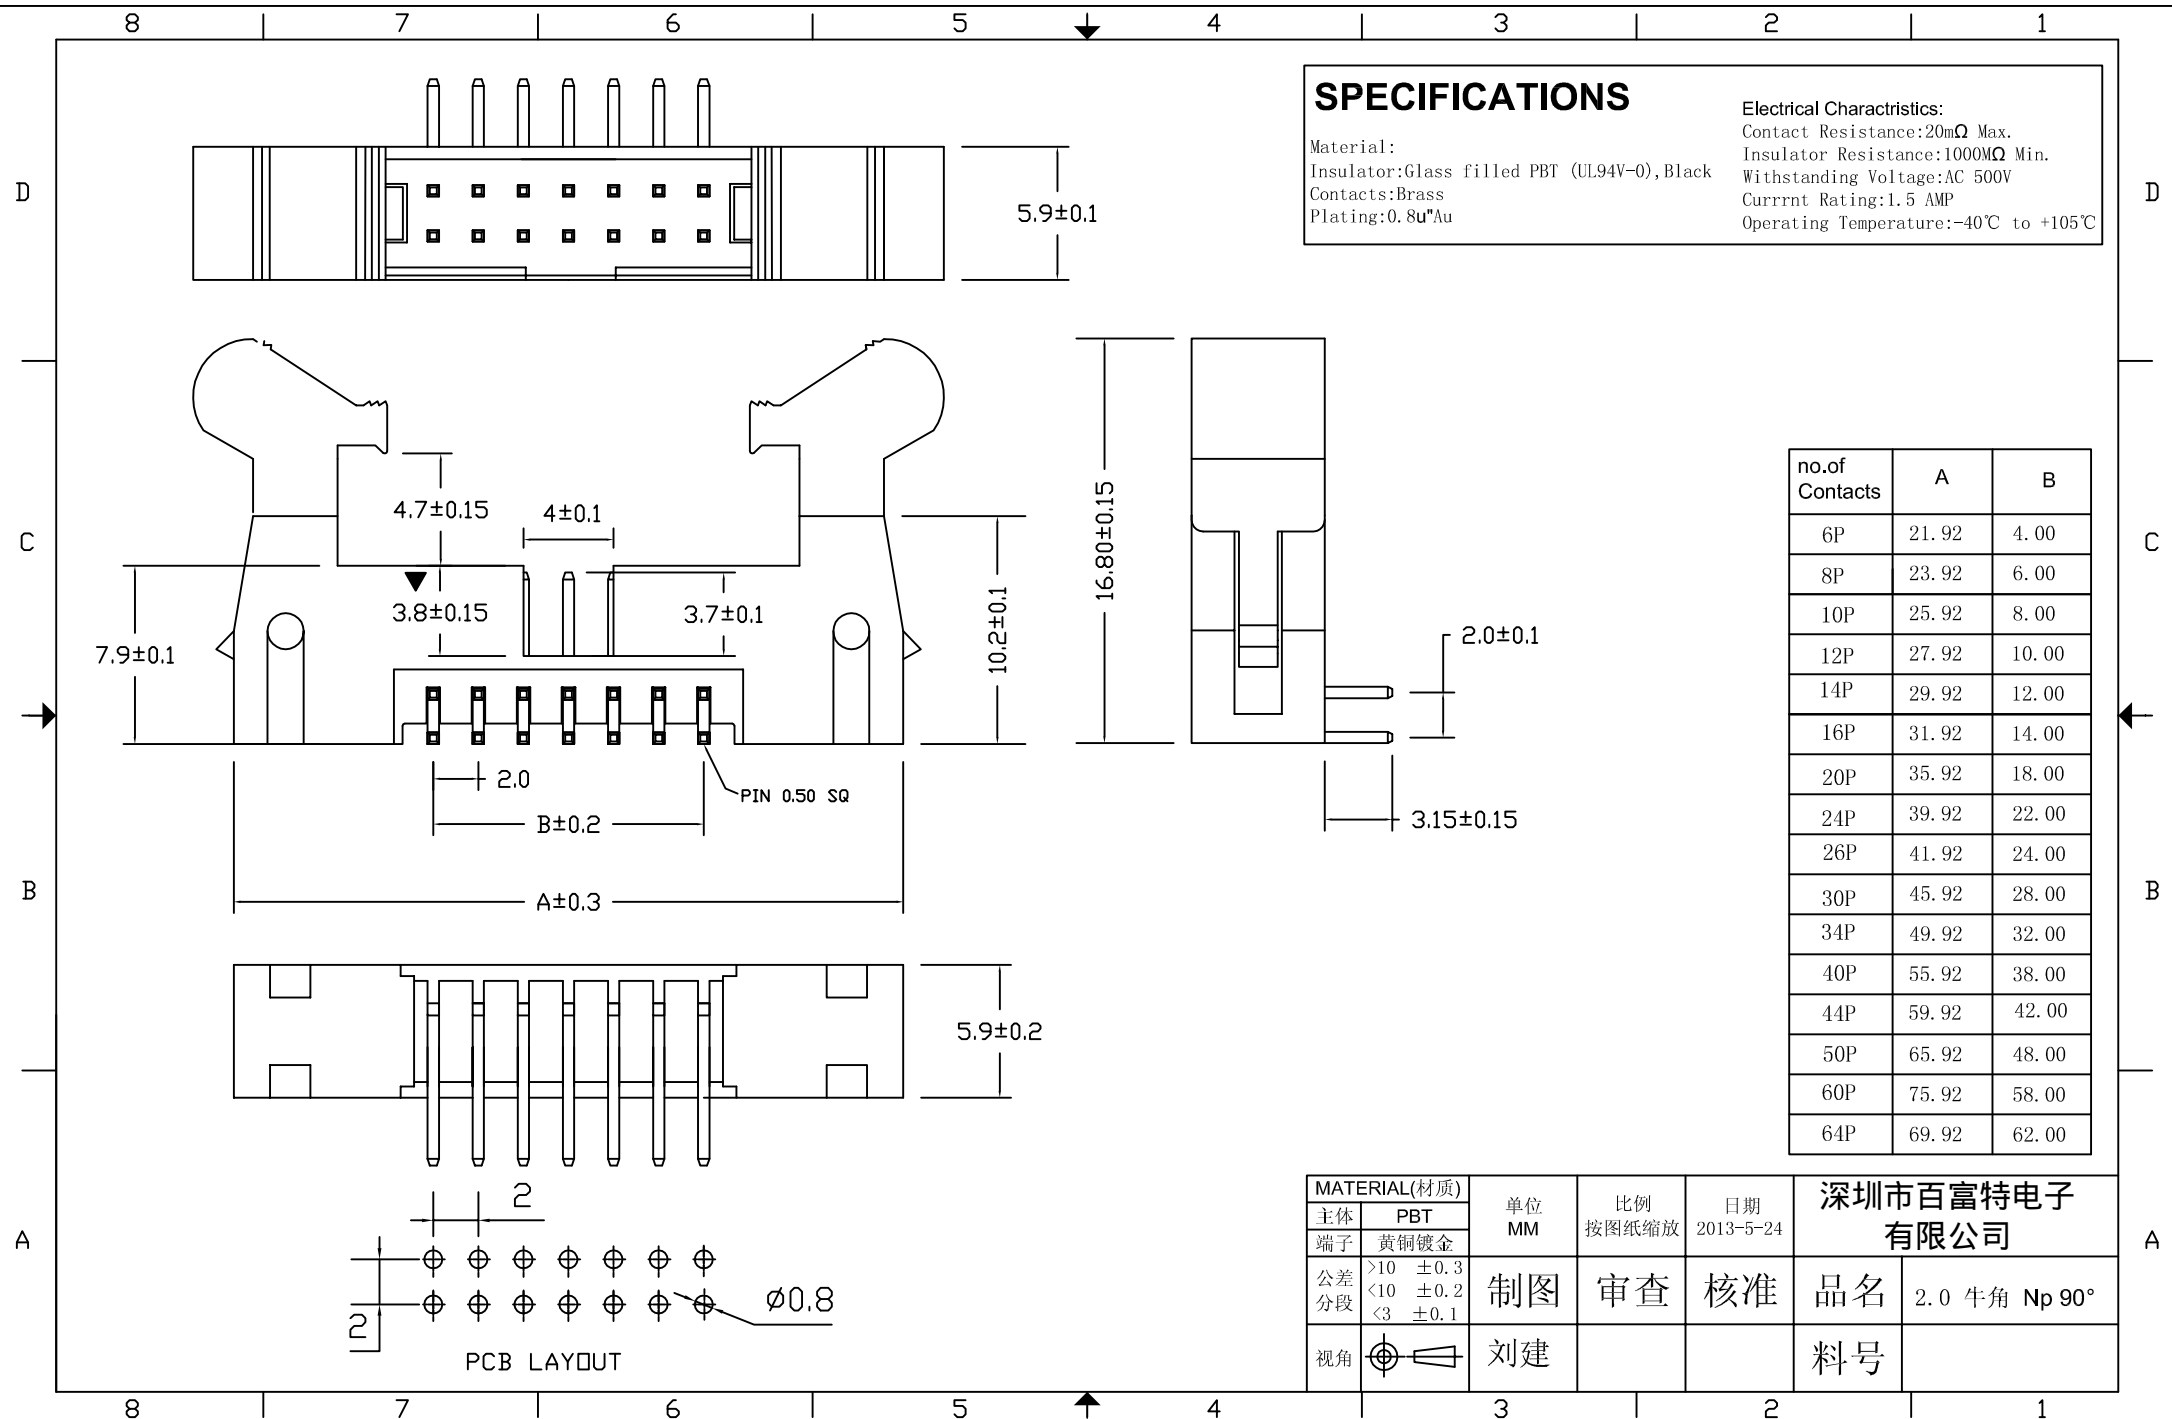 8 7 6 5 4 3 2 1
SPECIFICATIONS
Material:
Insulator:Glass filled PBT (UL94V-0),Black
Contacts:Brass
Plating:0.8u"Au
Electrical Charactristics:
Contact Resistance:20mΩ Max.
Insulator Resistance:1000MΩ Min.
Withstanding Voltage:AC 500V
Currrnt Rating:1.5 AMP
Operating Temperature:-40℃ to +105℃
D D
5.9±0.1
4.7±0.15
4±0.1
16.80±0.15
C C
3.8±0.15
3.7±0.1
10.2±0.1
7.9±0.1
2.0±0.1
2.0
PIN 0.50 SQ
B±0.2
3.15±0.15
B B
A±0.3
5.9±0.2
no.of
Contacts A B
6P 21.92 4.00
8P 23.92 6.00
10P 25.92 8.00
12P 27.92 10.00
14P 29.92 12.00
16P 31.92 14.00
20P 35.92 18.00
24P 39.92 22.00
26P 41.92 24.00
30P 45.92 28.00
34P 49.92 32.00
40P 55.92 38.00
44P 59.92 42.00
50P 65.92 48.00
60P 75.92 58.00
64P 69.92 62.00
2
A A
2
Ø0.8
PCB LAYOUT
MATERIAL(材质)
主体 PBT
端子 黄铜镀金
单位
MM
比例
按图纸缩放
日期
2013-5-24
深圳市百富特电子
有限公司
公差
分段
>10 ±0.3
<10 ±0.2
<3 ±0.1
制图 审查 核准 品名 2.0 牛角 Np 90°
视角 刘建 料号
8 7 6 5 4 3 2 1